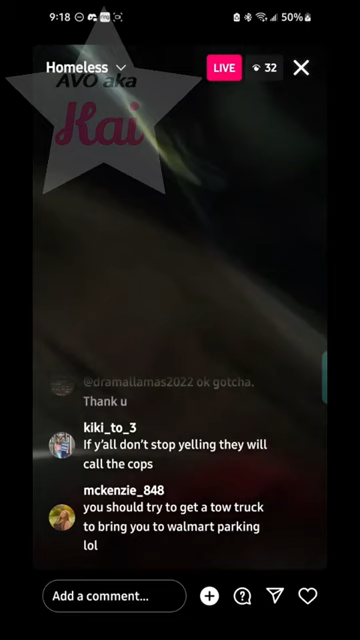 9:18
50%
Homeless
LIVE
32
AVO aka
Kai
@dramallamas2022 ok gotcha.
Thank u
kiki_to_3
If y'all don't stop yelling they will
call the cops
mckenzie_848
you should try to get a tow truck
to bring you to walmart parking
lol
Add a comment...